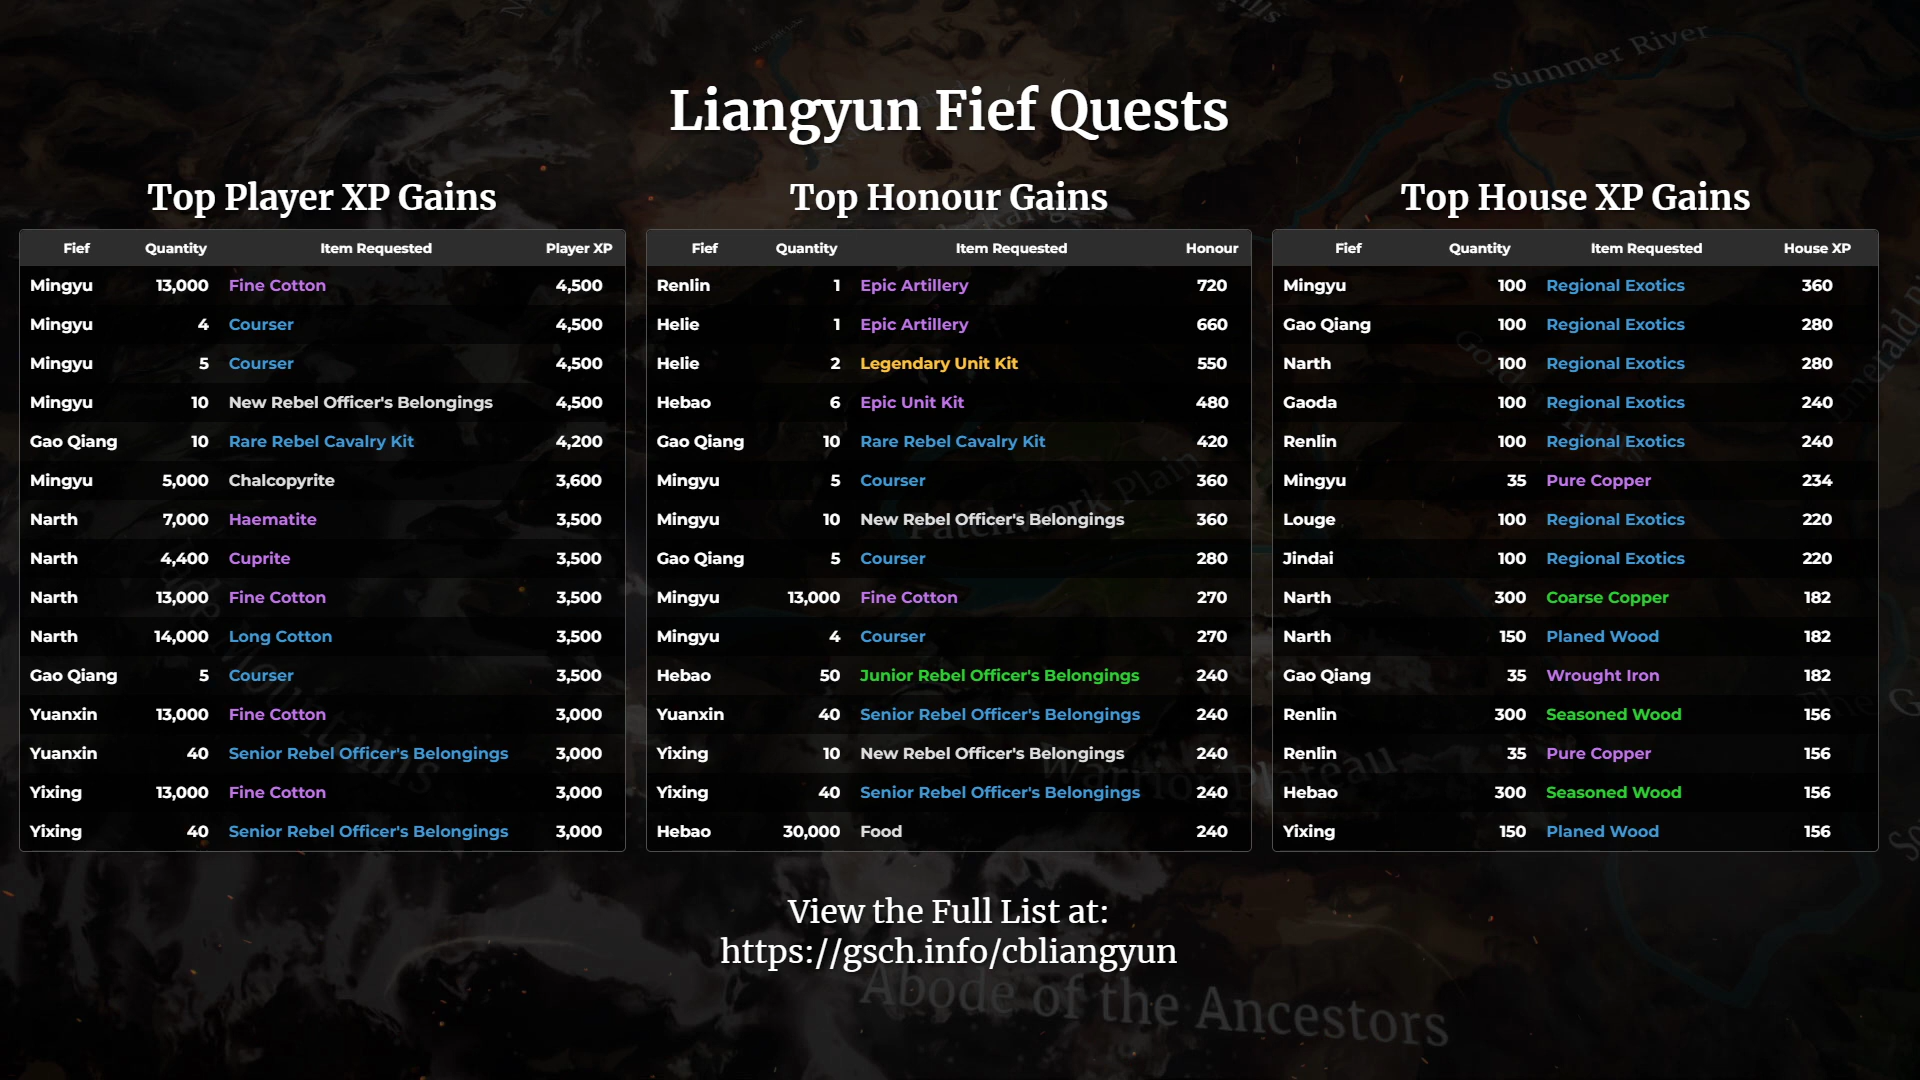 Summer River
Liangyun Fief Quests
Top Player XP Gains
Fief Quantity Item Requested Player XP
Mingyu 13,000 Fine Cotton 4,500
Mingyu 4 Courser 4,500
Mingyu 5 Courser 4,500
Mingyu 10 New Rebel Officer's Belongings 4,500
Gao Qiang 10 Rare Rebel Cavalry Kit 4,200
Mingyu 5,000 Chalcopyrite 3,600
Narth 7,000 Haematite 3,500
Narth 4,400 Cuprite 3,500
Narth 13,000 Fine Cotton 3,500
Narth 14,000 Long Cotton 3,500
Gao Qiang 5 Courser 3,500
Yuanxin 13,000 Fine Cotton 3,000
Yuanxin 40 Senior Rebel Officer's Belongings 3,000
Yixing 13,000 Fine Cotton 3,000
Yixing 40 Senior Rebel Officer's Belongings 3,000
Top Honour Gains
Fief Quantity Item Requested Honour
Renlin 1 Epic Artillery 720
Helie 1 Epic Artillery 660
Helie 2 Legendary Unit Kit 550
Hebao 6 Epic Unit Kit 480
Gao Qiang 10 Rare Rebel Cavalry Kit 420
Mingyu 5 Courser 360
Mingyu 10 New Rebel Officer's Belongings 360
Gao Qiang 5 Courser 280
Mingyu 13,000 Fine Cotton 270
Mingyu 4 Courser 270
Hebao 50 Junior Rebel Officer's Belongings 240
Yuanxin 40 Senior Rebel Officer's Belongings 240
Yixing 10 New Rebel Officer's Belongings 240
Yixing 40 Senior Rebel Officer's Belongings 240
Hebao 30,000 Food 240
Top House XP Gains
Fief Quantity Item Requested House XP
Mingyu 100 Regional Exotics 360
Gao Qiang 100 Regional Exotics 280
Narth 100 Regional Exotics 280
Gaoda 100 Regional Exotics 240
Renlin 100 Regional Exotics 240
Mingyu 35 Pure Copper 234
Louge 100 Regional Exotics 220
Jindai 100 Regional Exotics 220
Narth 300 Coarse Copper 182
Narth 150 Planed Wood 182
Gao Qiang 35 Wrought Iron 182
Renlin 300 Seasoned Wood 156
Renlin 35 Pure Copper 156
Hebao 300 Seasoned Wood 156
Yixing 150 Planed Wood 156
Patchwork Plain
Warrior Plateau
View the Full List at:
https://gsch.info/cbliangyun
Abode of the Ancestors